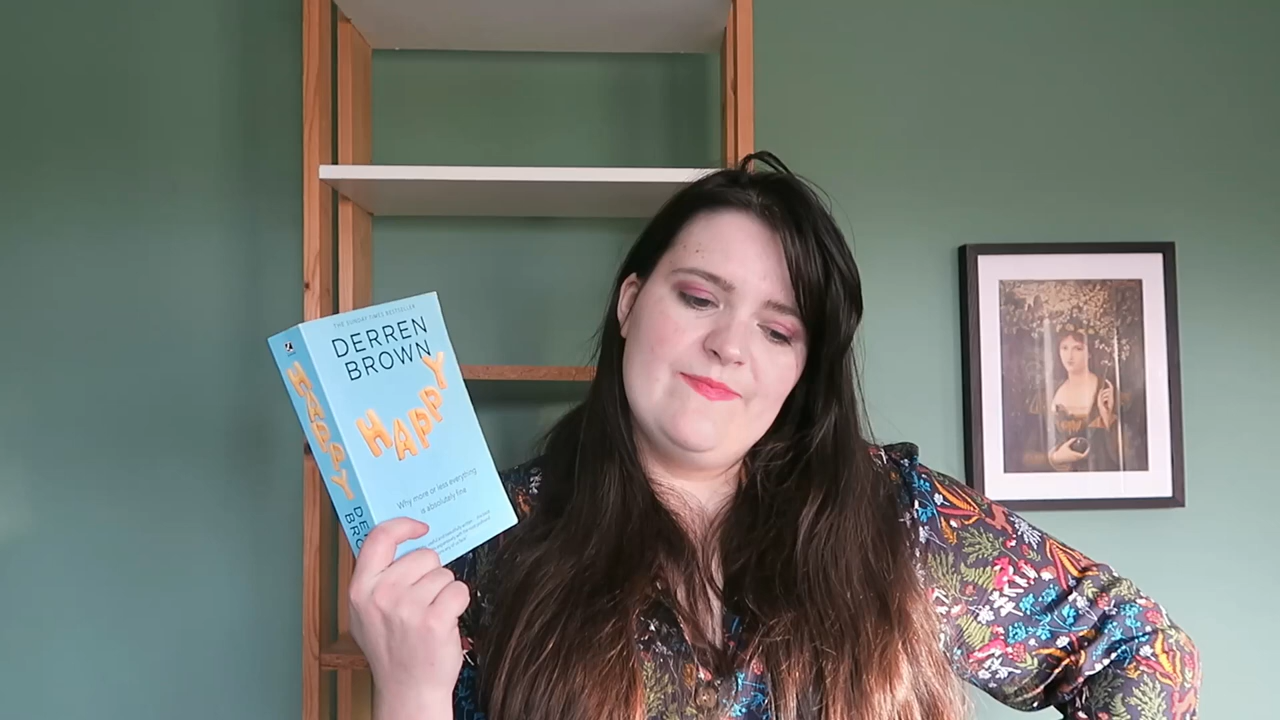 THE SUNDAY TIMES BESTSELLER
DERREN
BROWN
HAPPY
Why more or less everything
is absolutely fine
HAPPY
DE
BRO